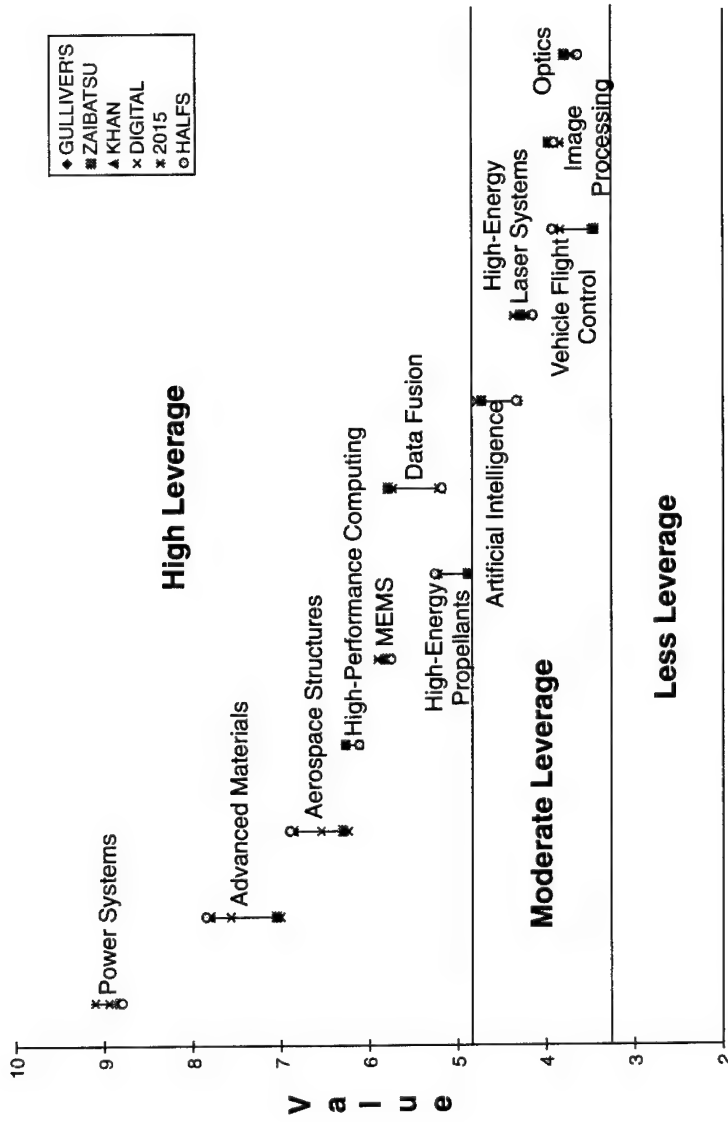 10
9
8
7
6
5
4
3
2
Value
◆ GULLIVER'S
■ ZAIBATSU
▲ KHAN
× DIGITAL
ж 2015
○ HALFS
High Leverage
Moderate Leverage
Less Leverage
Power Systems
Advanced Materials
Aerospace Structures
High-Performance Computing
MEMS
High-Energy
Propellants
Data Fusion
Artificial Intelligence
High-Energy
Laser Systems
Vehicle Flight
Control
Image
Processing
Optics